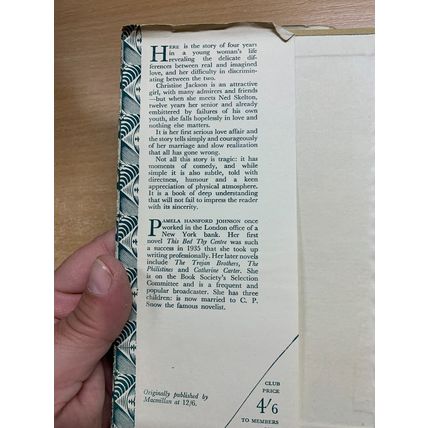 HERE is the story of four years
in a young woman's life
revealing the delicate dif-
ferences between real and imagined
love, and her difficulty in discrimin-
ating between the two.
Christine Jackson is an attractive
girl, with many admirers and friends
—but when she meets Ned Skelton,
twelve years her senior and already
embittered by failures of his own
youth, she falls hopelessly in love and
nothing else matters.
It is her first serious love affair and
the story tells simply and courageously
of her marriage and slow realization
that all has gone wrong.
Not all this story is tragic: it has
moments of comedy, and while
simple it is also subtle, told with
directness, humour and a keen
appreciation of physical atmosphere.
It is a book of deep understanding
that will not fail to impress the reader
with its sincerity.
PAMELA HANSFORD JOHNSON once
worked in the London office of a
New York bank. Her first
novel This Bed Thy Centre was such
a success in 1935 that she took up
writing professionally. Her later novels
include The Trojan Brothers, The
Philistines and Catherine Carter. She
is on the Book Society's Selection
Committee and is a frequent and
popular broadcaster. She has three
children: is now married to C. P.
Snow the famous novelist.
Originally published by
Macmillan at 12/6.
CLUB
PRICE
4/6
TO MEMBERS